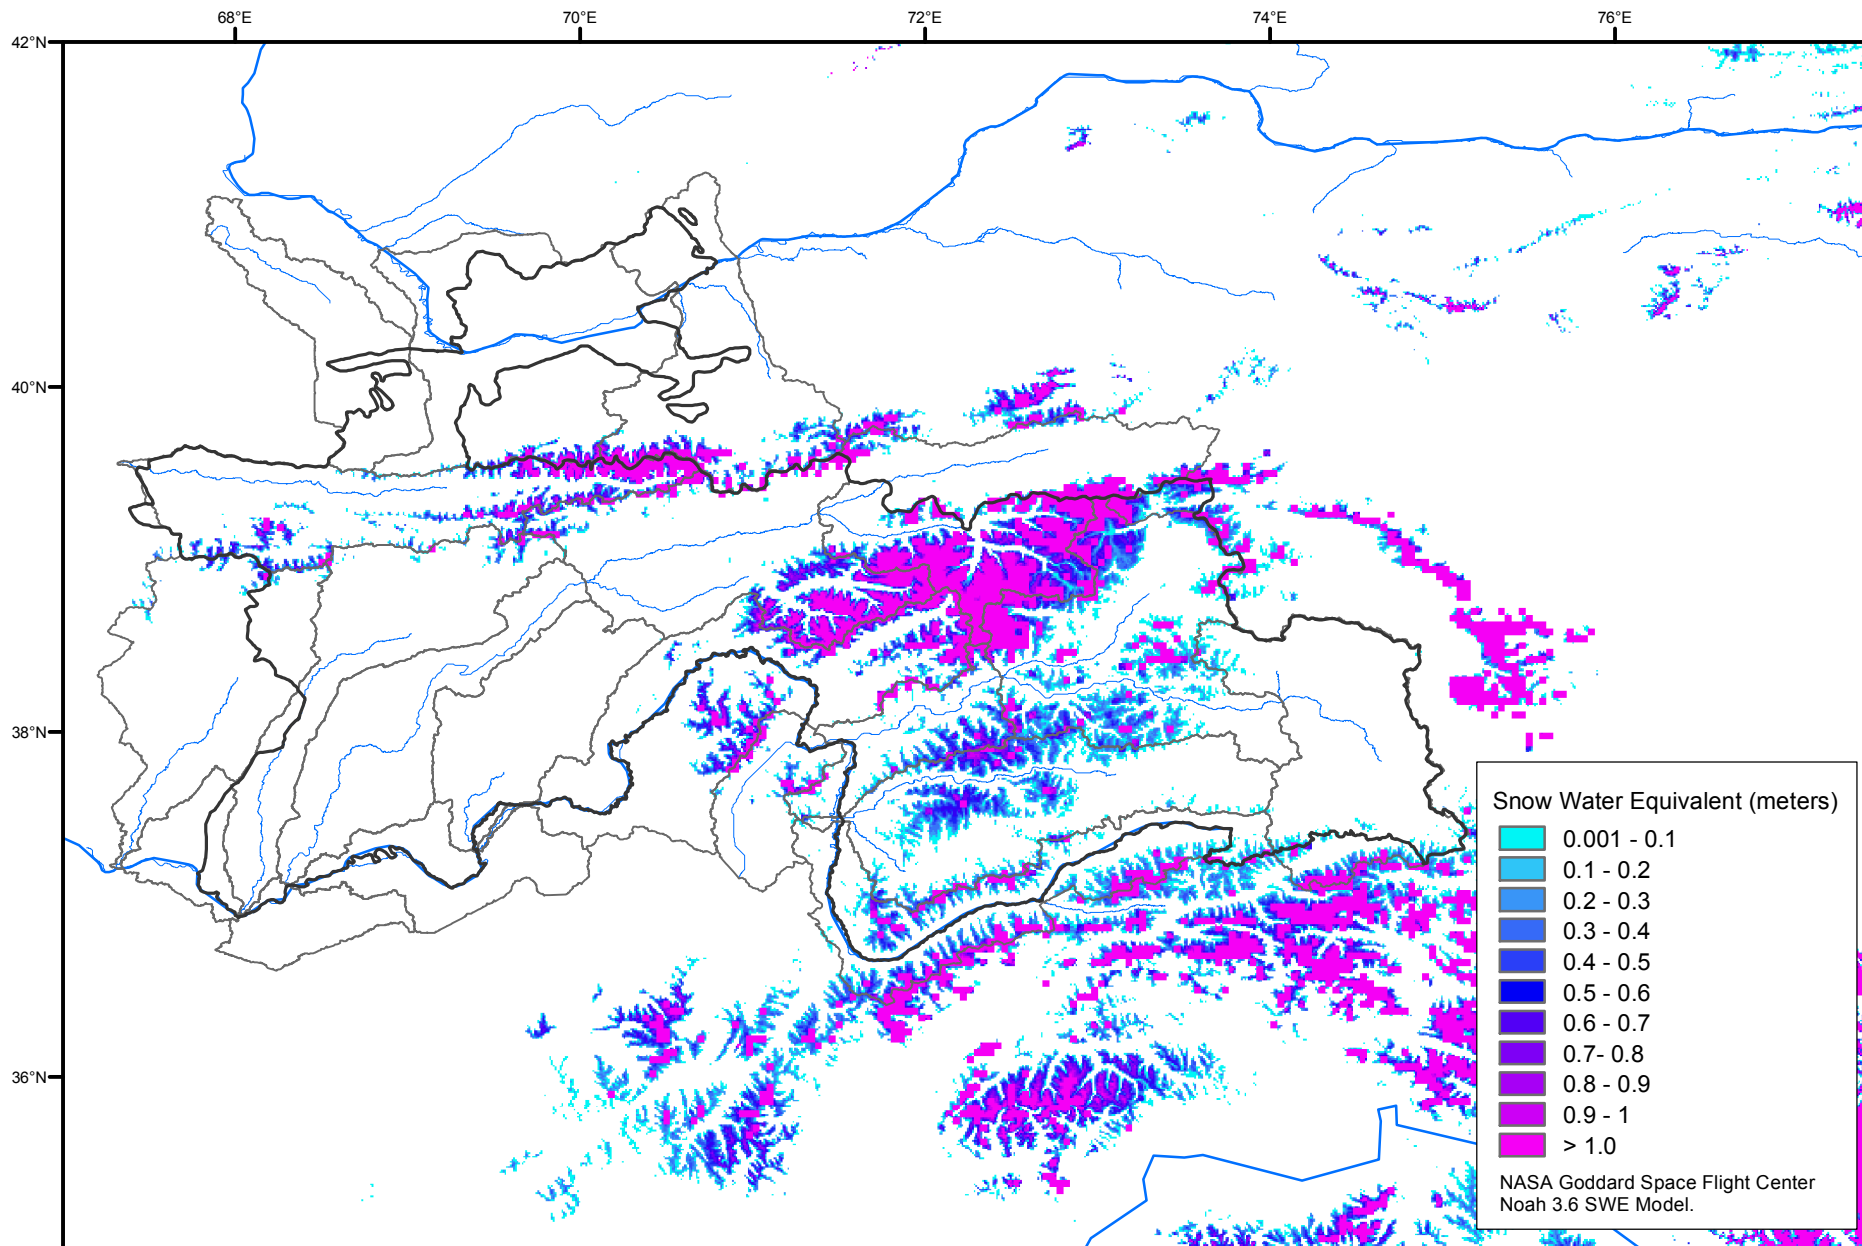 68°E
70°E
72°E
74°E
76°E
42°N
40°N
38°N
36°N
Snow Water Equivalent (meters)
0.001 - 0.1
0.1 - 0.2
0.2 - 0.3
0.3 - 0.4
0.4 - 0.5
0.5 - 0.6
0.6 - 0.7
0.7- 0.8
0.8 - 0.9
0.9 - 1
> 1.0
NASA Goddard Space Flight Center
Noah 3.6 SWE Model.